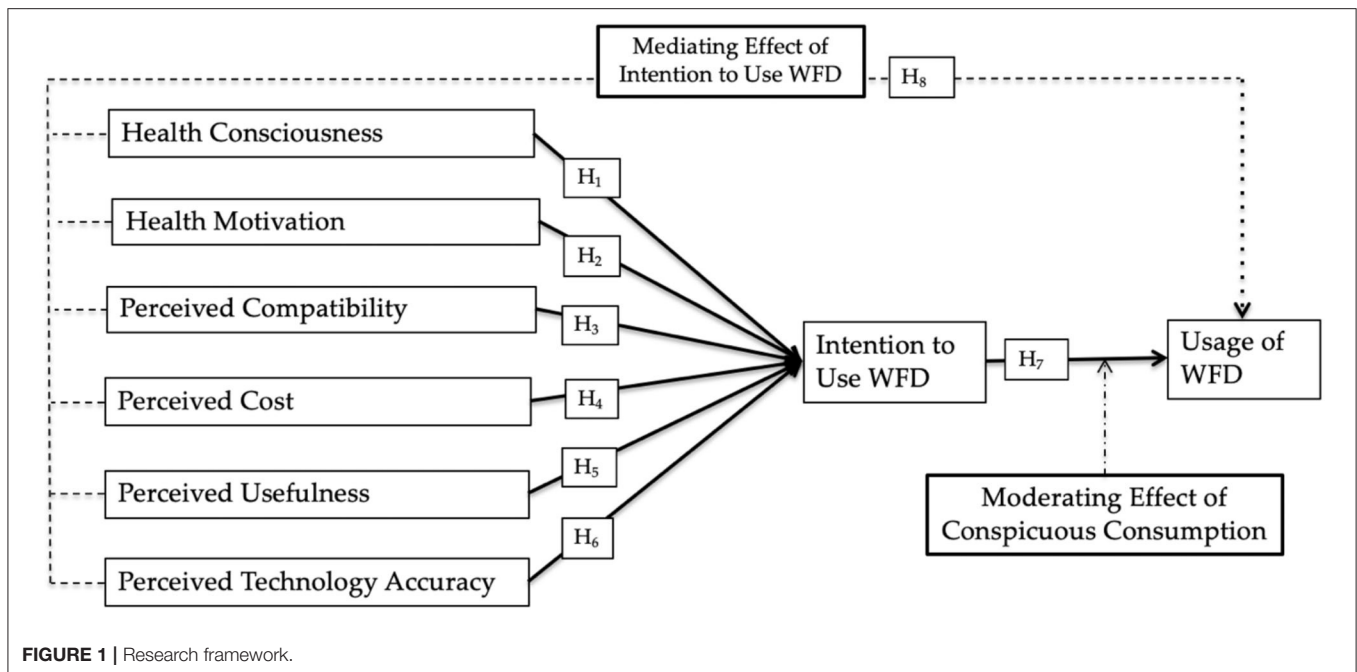 Mediating Effect of
Intention to Use WFD
H₈
Health Consciousness
H₁
Health Motivation
H₂
Perceived Compatibility
H₃
Perceived Cost
H₄
Perceived Usefulness
H₅
Perceived Technology Accuracy
H₆
Intention to
Use WFD
H₇
Usage of
WFD
Moderating Effect of
Conspicuous Consumption
FIGURE 1 | Research framework.